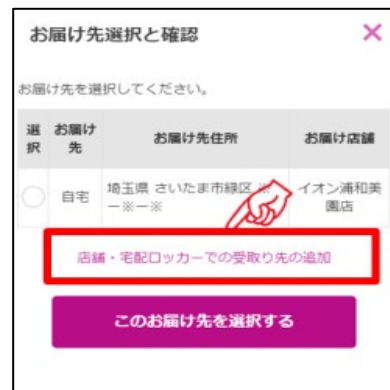 お届け先選択と確認 ×
お届け先を選択してください。
選択 お届け先 お届け先住所 お届け店舗
自宅 埼玉県 さいたま市緑区 ※
ー※ー※ イオン浦和美
園店
店舗・宅配ロッカーでの受取り先の追加
このお届け先を選択する